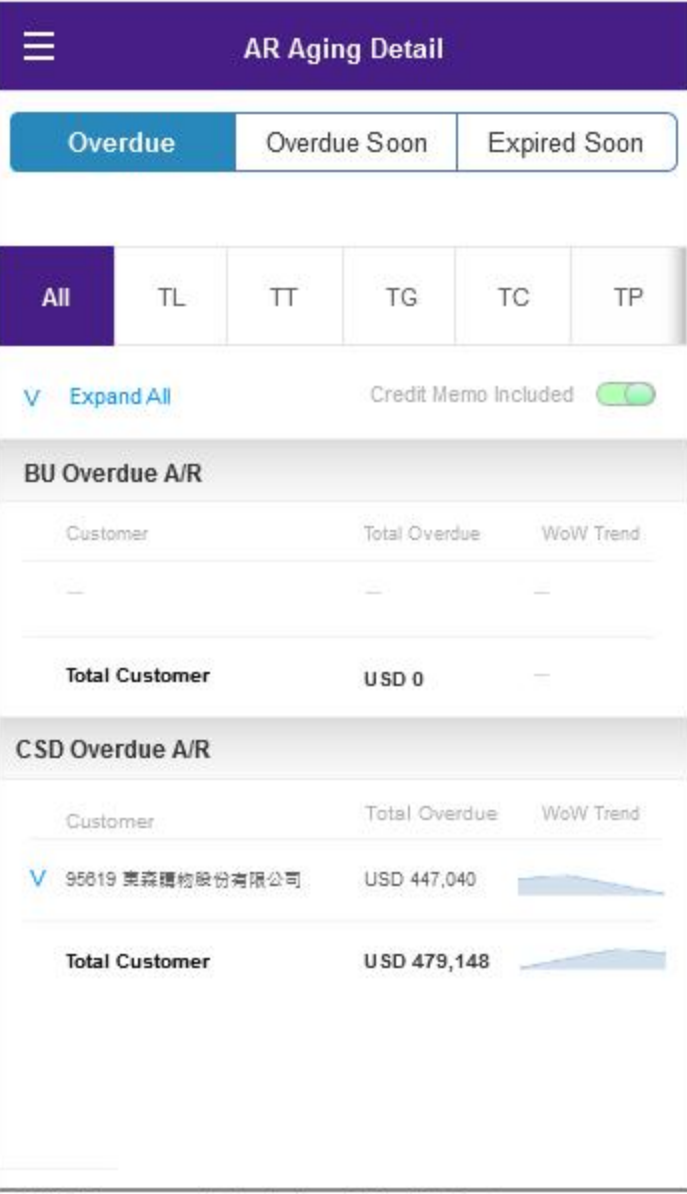 AR Aging Detail
Overdue Overdue Soon Expired Soon
All TL TT TG TC TP
V Expand All Credit Memo Included
BU Overdue A/R
Customer Total Overdue WoW Trend
— — —
Total Customer USD 0 —
CSD Overdue A/R
Customer Total Overdue WoW Trend
V 95619 東森購物股份有限公司 USD 447,040
Total Customer USD 479,148